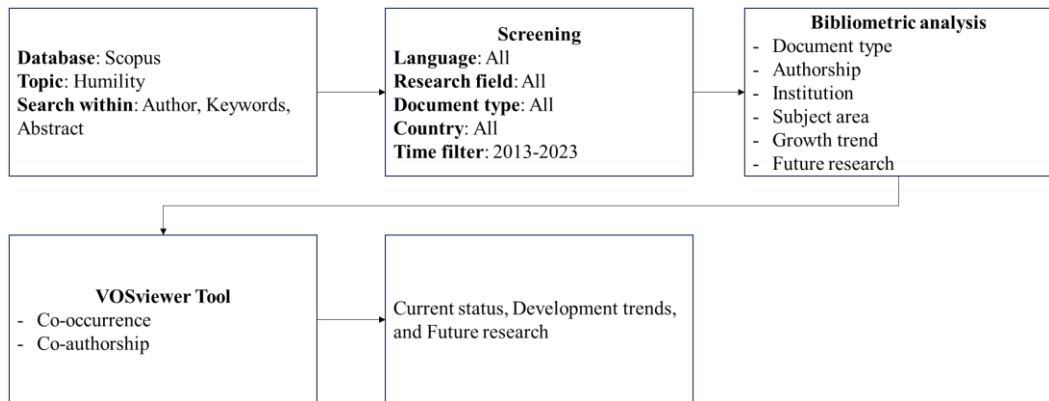 Database: Scopus
Topic: Humility
Search within: Author, Keywords,
Abstract
Screening
Language: All
Research field: All
Document type: All
Country: All
Time filter: 2013-2023
Bibliometric analysis
- Document type
- Authorship
- Institution
- Subject area
- Growth trend
- Future research
VOSviewer Tool
- Co-occurrence
- Co-authorship
Current status, Development trends,
and Future research